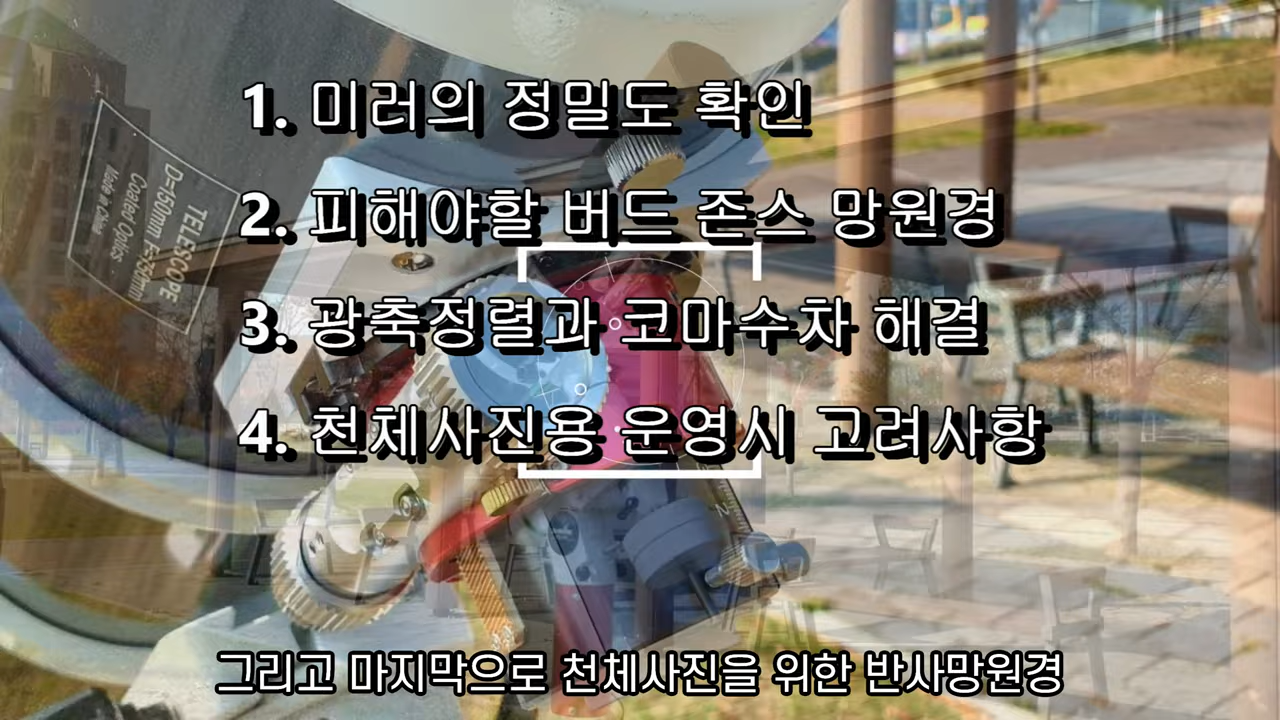 1. 미러의 정밀도 확인
2. 피해야할 버드 존스 망원경
3. 광축정렬과 코마수차 해결
4. 천체사진용 운영시 고려사항
TELESCOPE
D=150mm F=750mm
Coated Optics
Made in China
그리고 마지막으로 천체사진을 위한 반사망원경